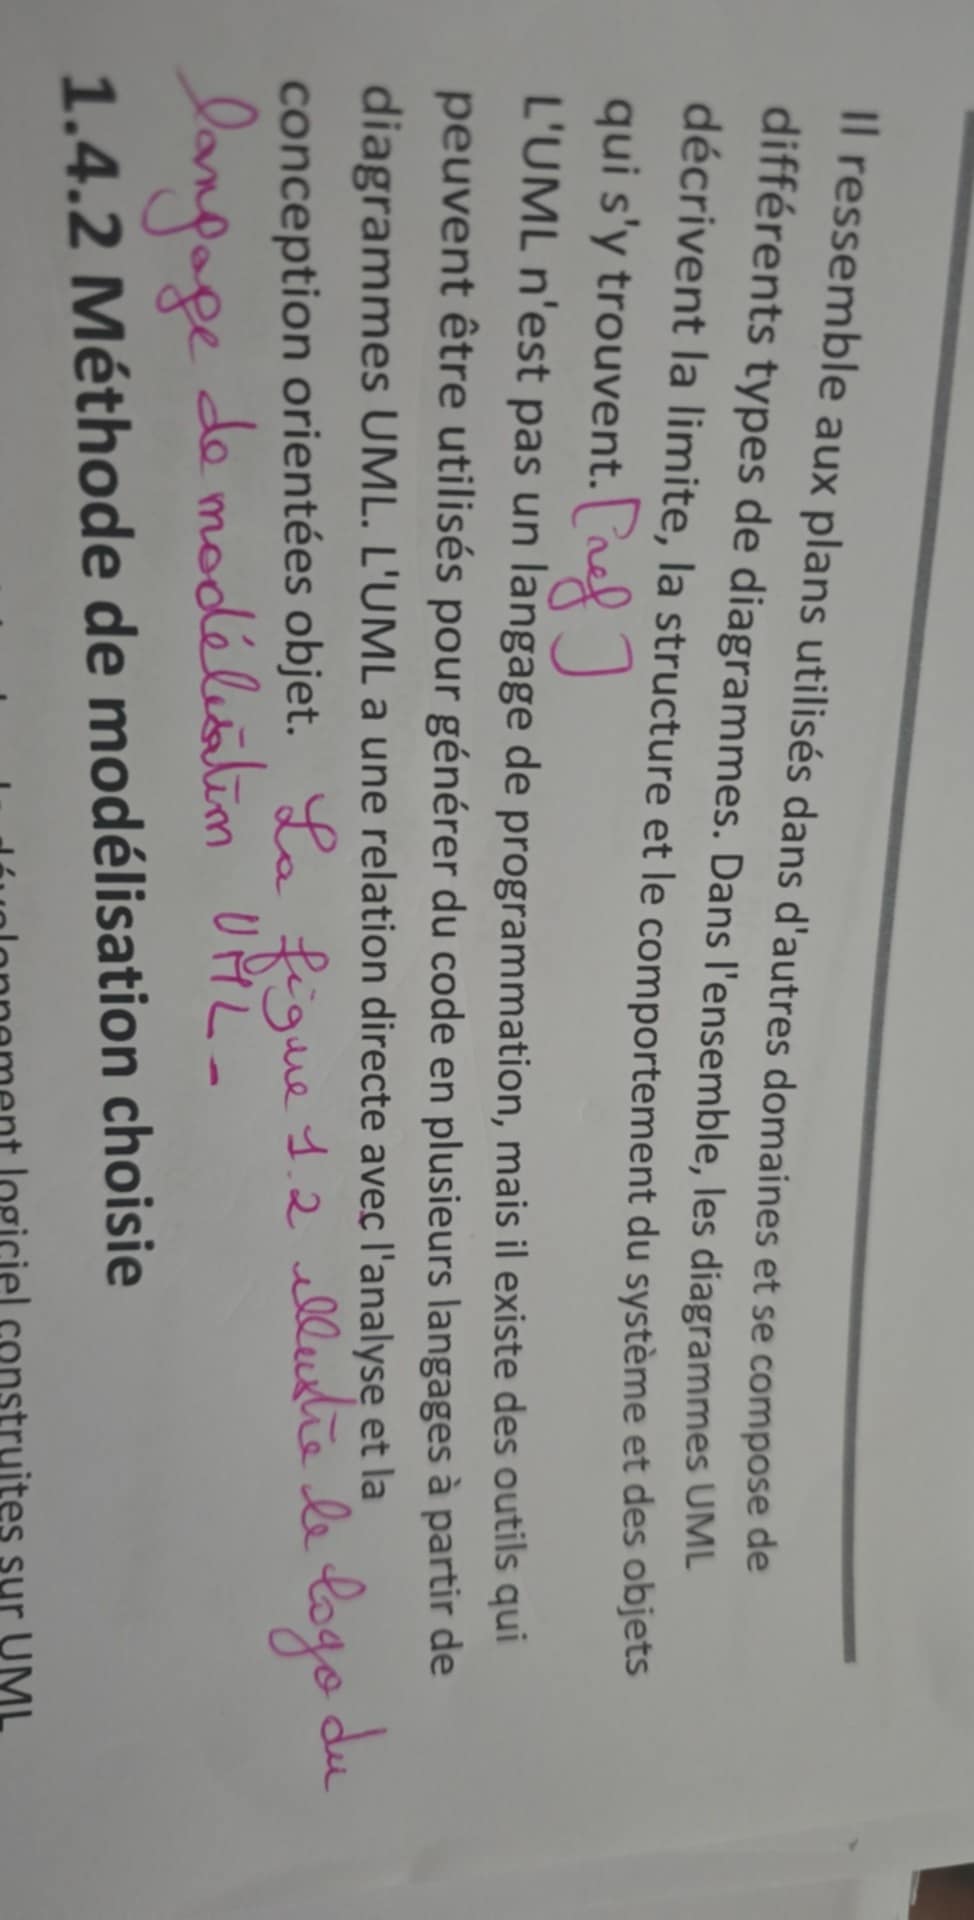 Il ressemble aux plans utilisés dans d'autres domaines et se compose de
différents types de diagrammes. Dans l'ensemble, les diagrammes UML
décrivent la limite, la structure et le comportement du système et des objets
qui s'y trouvent. [ref]
L'UML n'est pas un langage de programmation, mais il existe des outils qui
peuvent être utilisés pour générer du code en plusieurs langages à partir de
diagrammes UML. L'UML a une relation directe avec l'analyse et la
conception orientées objet. La figure 1.2 illustre le logo du
langage de modélisation UML-
1.4.2 Méthode de modélisation choisie
développement logiciel construites sur UML